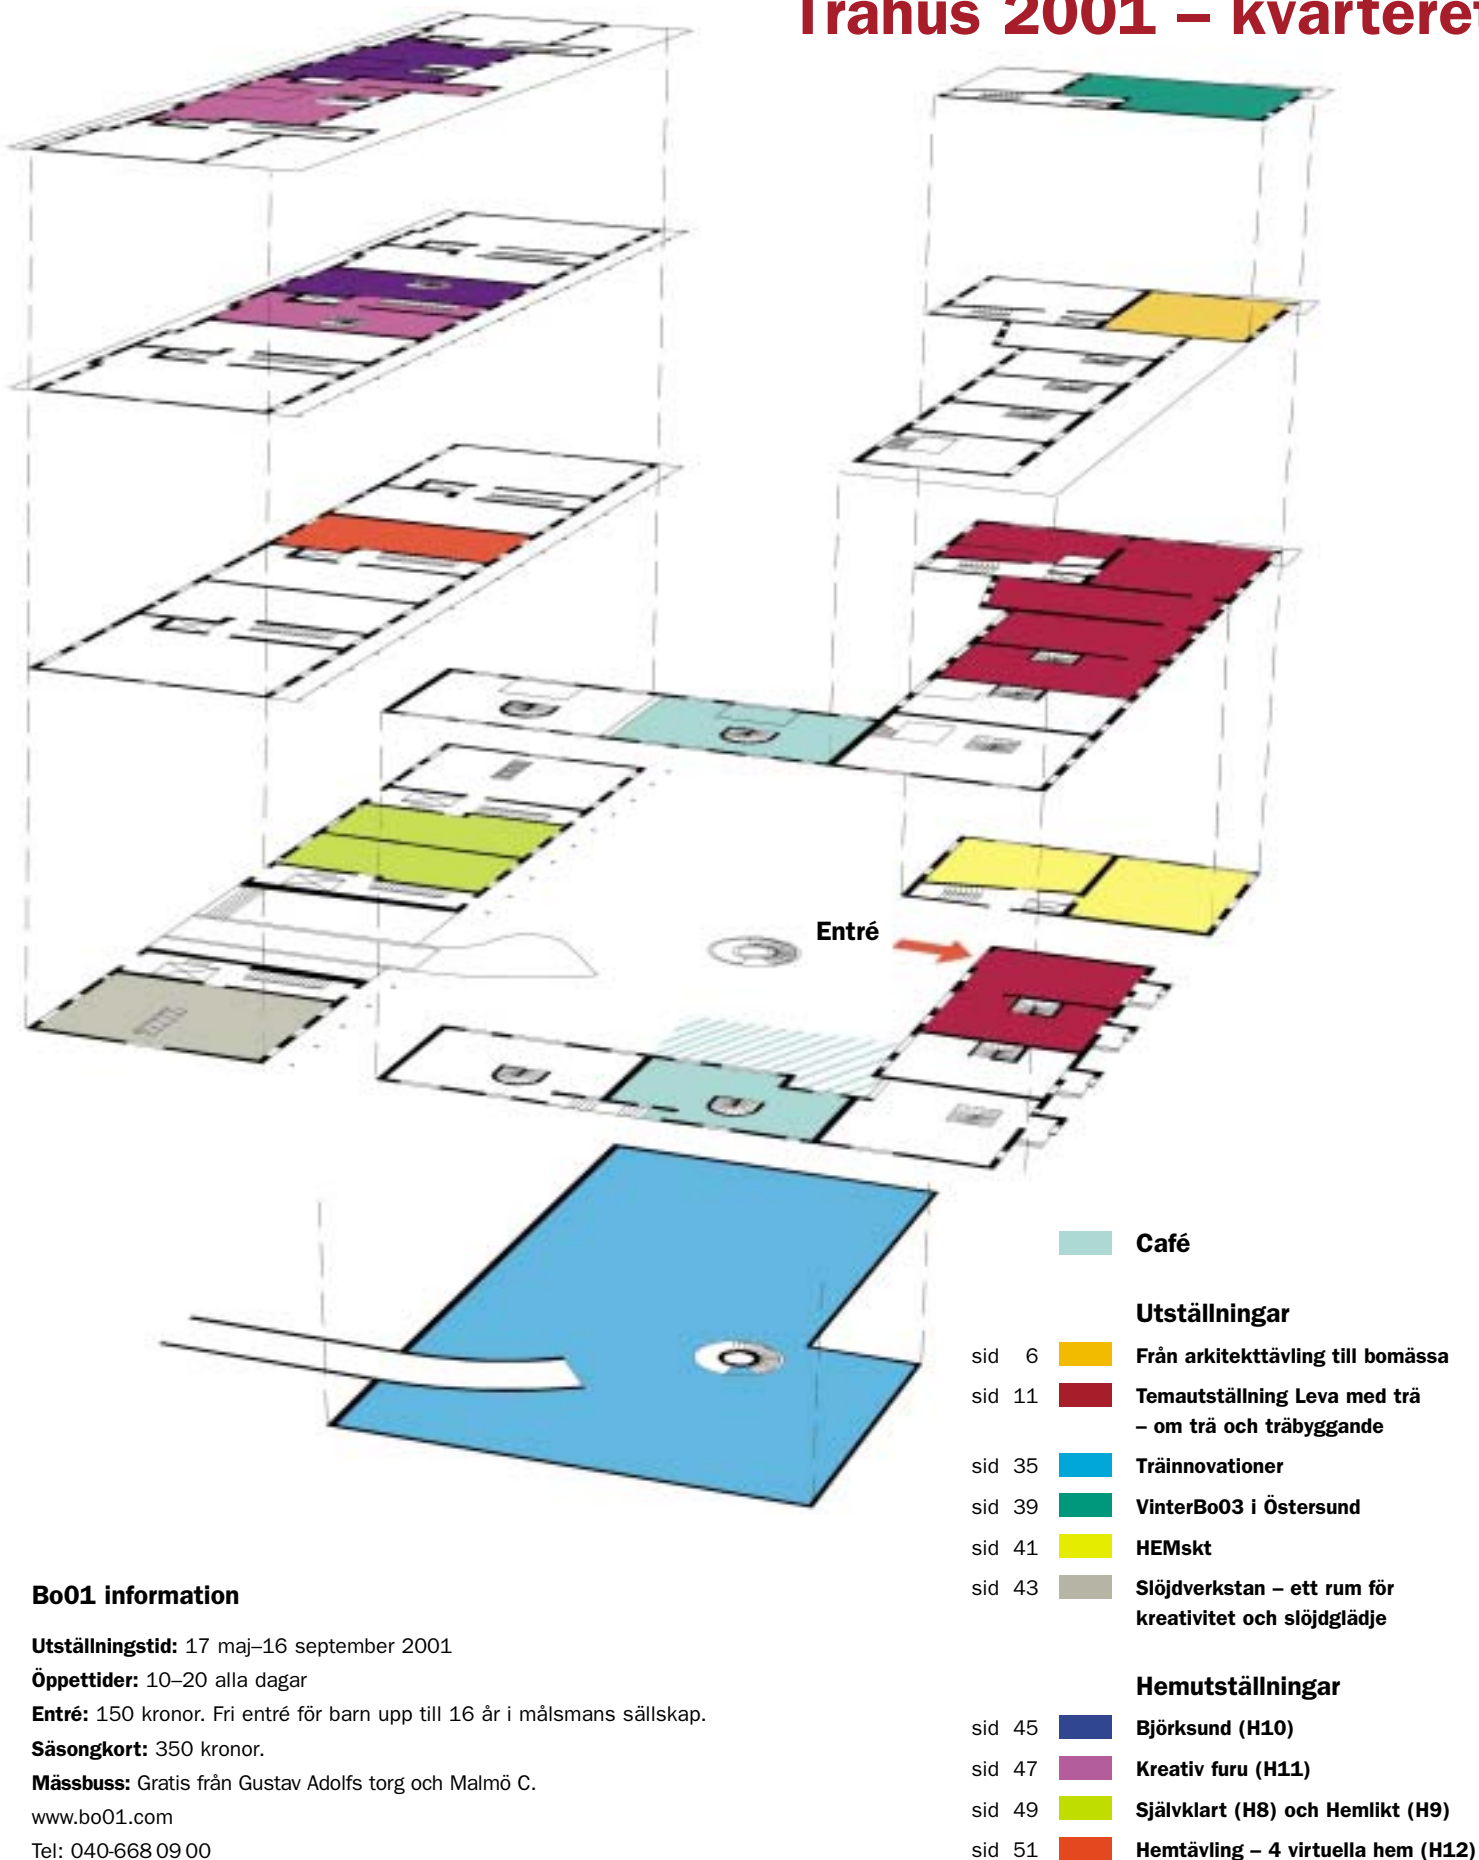 Trähus 2001 – kvarteret
Entré
Café
Utställningar
sid 6 Från arkitekttävling till bomässa
sid 11 Temautställning Leva med trä
– om trä och träbyggande
sid 35 Träinnovationer
sid 39 VinterBo03 i Östersund
sid 41 HEMskt
sid 43 Slöjdverkstan – ett rum för
kreativitet och slöjdglädje
Hemutställningar
sid 45 Björksund (H10)
sid 47 Kreativ furu (H11)
sid 49 Självklart (H8) och Hemlikt (H9)
sid 51 Hemtävling – 4 virtuella hem (H12)
Bo01 information
Utställningstid: 17 maj–16 september 2001
Öppettider: 10–20 alla dagar
Entré: 150 kronor. Fri entré för barn upp till 16 år i målsmans sällskap.
Säsongkort: 350 kronor.
Mässbuss: Gratis från Gustav Adolfs torg och Malmö C.
www.bo01.com
Tel: 040-668 09 00